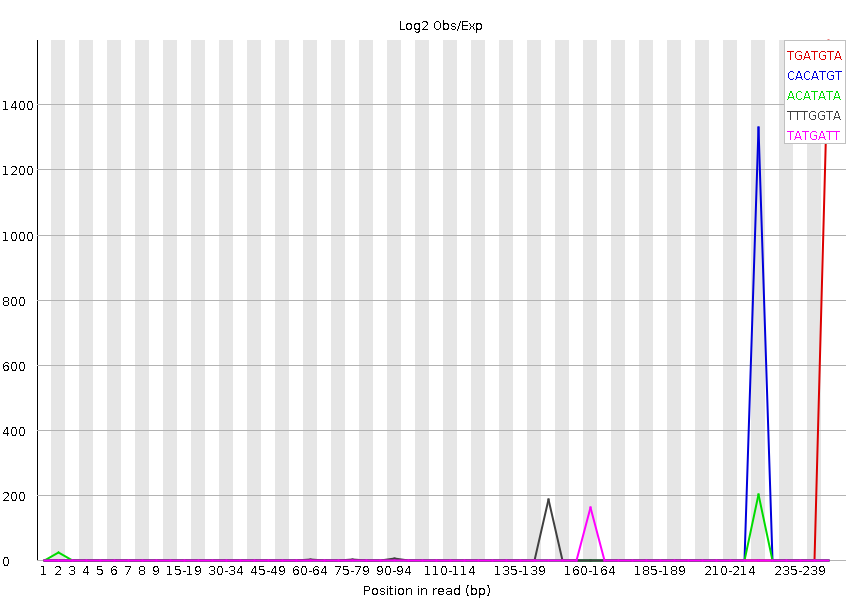 Log2 Obs/Exp
TGATGTA
CACATGT
ACATATA
TTTGGTA
TATGATT
1400
1200
1000
800
600
400
200
0
1 2 3 4 5 6 7 8 9 15-19 30-34 45-49 60-64 75-79 90-94 110-114 135-139 160-164 185-189 210-214 235-239
Position in read (bp)